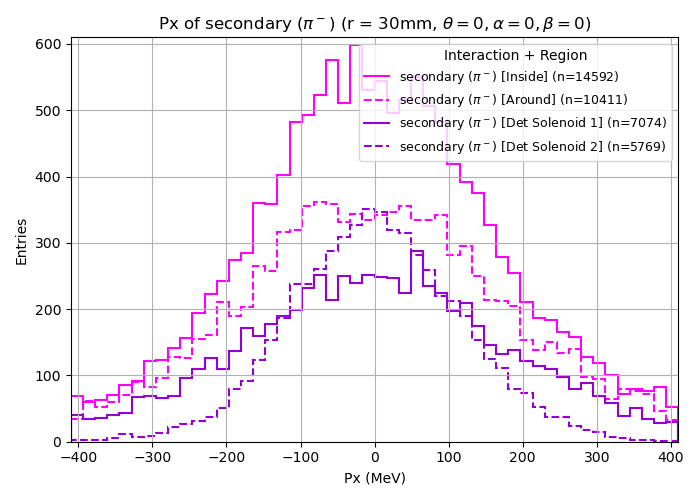 Px of secondary (π⁻) (r = 30mm, θ = 0, α = 0, β = 0)
Interaction + Region
secondary (π⁻) [Inside] (n=14592)
secondary (π⁻) [Around] (n=10411)
secondary (π⁻) [Det Solenoid 1] (n=7074)
secondary (π⁻) [Det Solenoid 2] (n=5769)
Entries
600
500
400
300
200
100
0
−400 −300 −200 −100 0 100 200 300 400
Px (MeV)